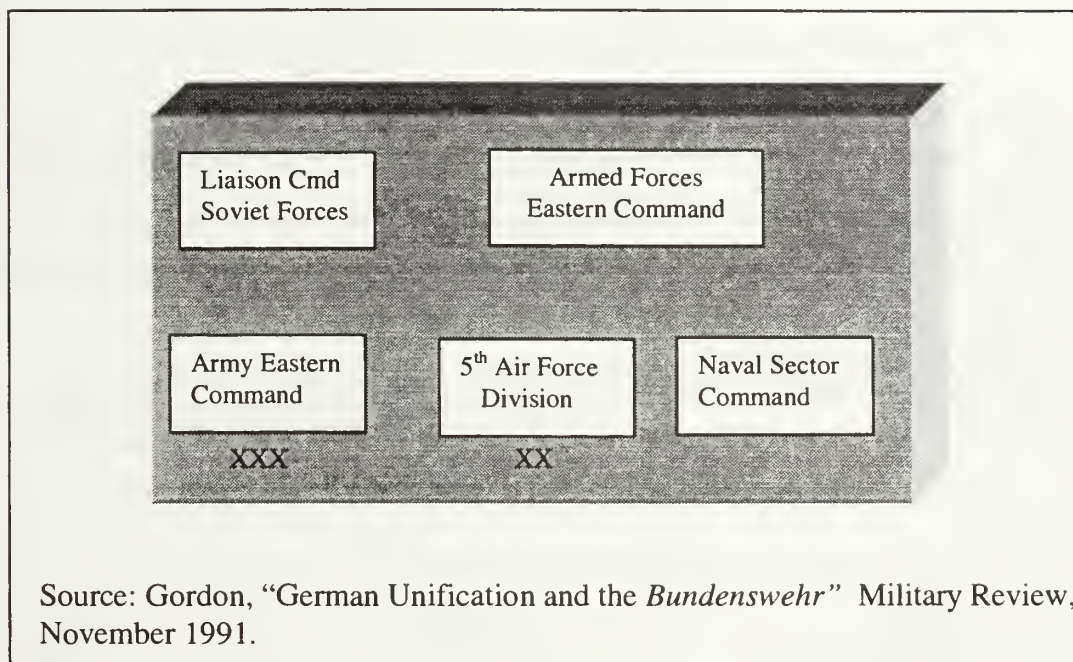 Liaison Cmd
Soviet Forces
Armed Forces
Eastern Command
Army Eastern
Command
5th Air Force
Division
Naval Sector
Command
XXX
XX
Source: Gordon, “German Unification and the Bundenswehr” Military Review,
November 1991.